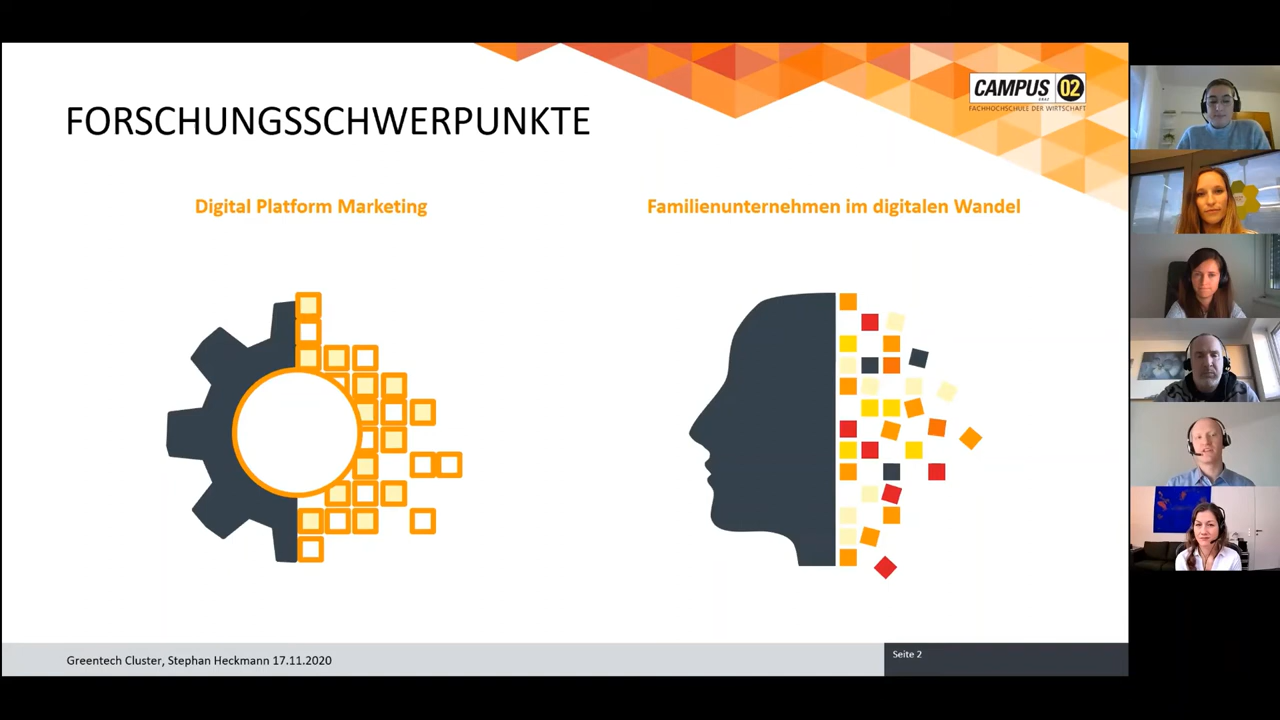 CAMPUS 02
GRAZ
FACHHOCHSCHULE DER WIRTSCHAFT
FORSCHUNGSSCHWERPUNKTE
Digital Platform Marketing
Familienunternehmen im digitalen Wandel
Greentech Cluster, Stephan Heckmann 17.11.2020
Seite 2